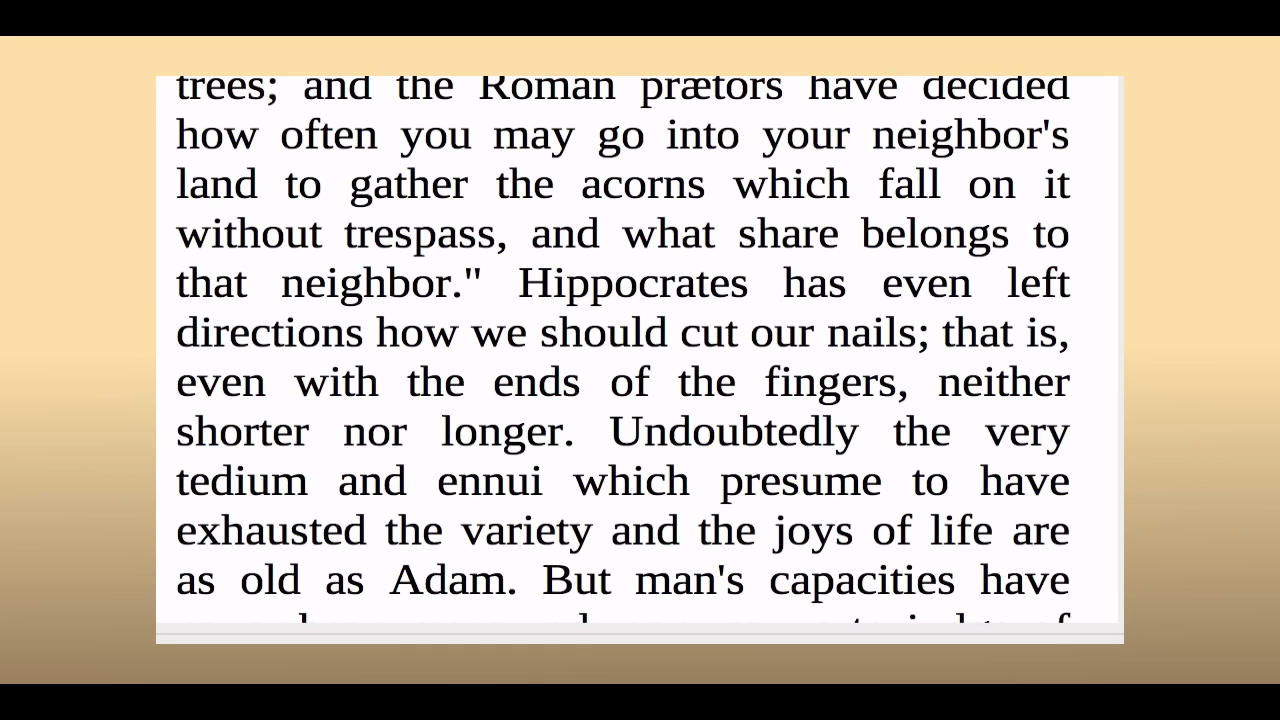 trees; and the Roman prætors have decided
how often you may go into your neighbor's
land to gather the acorns which fall on it
without trespass, and what share belongs to
that neighbor." Hippocrates has even left
directions how we should cut our nails; that is,
even with the ends of the fingers, neither
shorter nor longer. Undoubtedly the very
tedium and ennui which presume to have
exhausted the variety and the joys of life are
as old as Adam. But man's capacities have